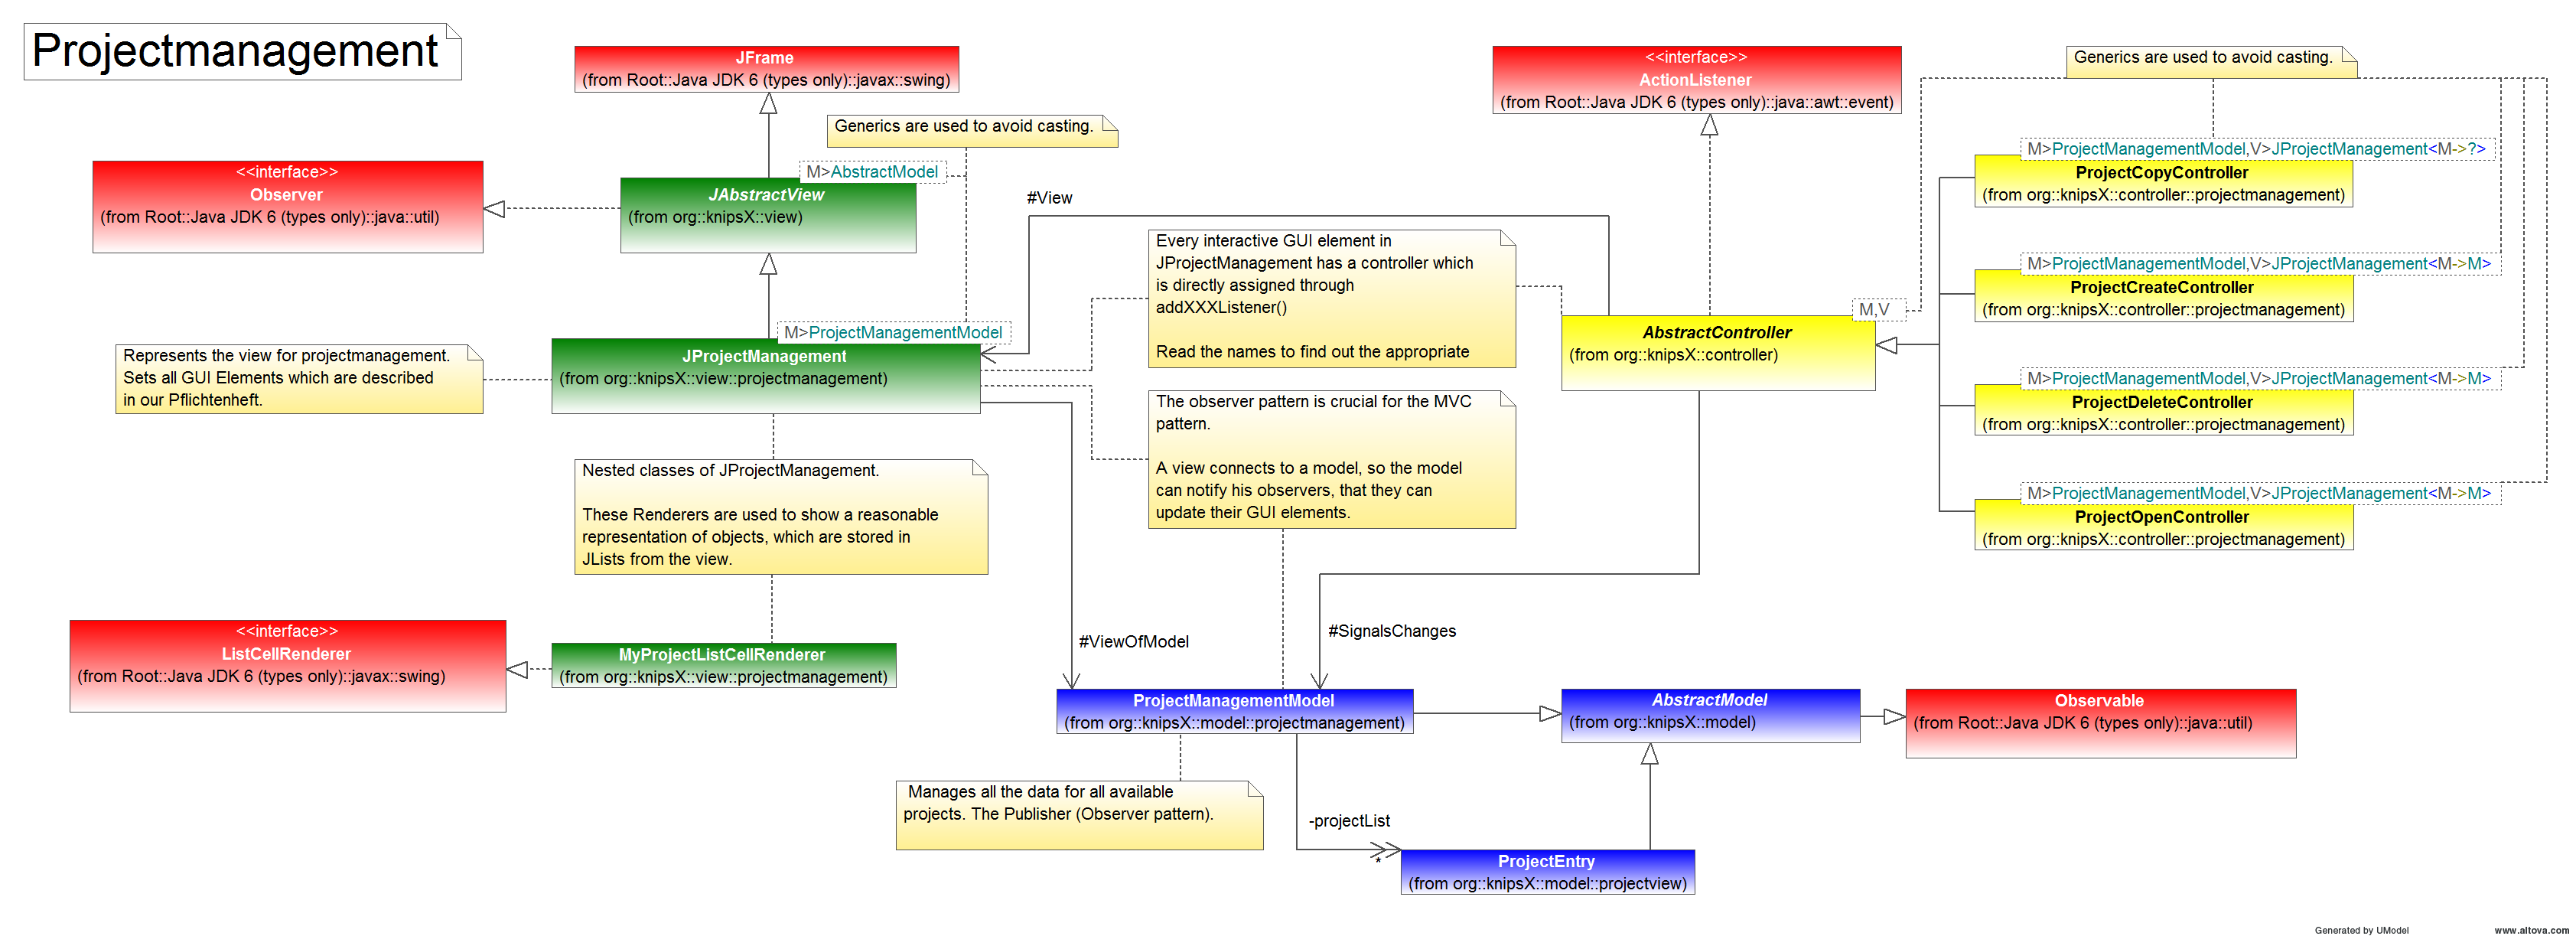 Projectmanagement
JFrame
(from Root::Java JDK 6 (types only)::javax::swing)
<<interface>>
ActionListener
(from Root::Java JDK 6 (types only)::java::awt::event)
Generics are used to avoid casting.
Generics are used to avoid casting.
<<interface>>
Observer
(from Root::Java JDK 6 (types only)::java::util)
M>AbstractModel
JAbstractView
(from org::knipsX::view)
#View
M>ProjectManagementModel,V>JProjectManagement<M->?>
ProjectCopyController
(from org::knipsX::controller::projectmanagement)
M>ProjectManagementModel,V>JProjectManagement<M->M>
ProjectCreateController
(from org::knipsX::controller::projectmanagement)
M>ProjectManagementModel,V>JProjectManagement<M->M>
ProjectDeleteController
(from org::knipsX::controller::projectmanagement)
M>ProjectManagementModel,V>JProjectManagement<M->M>
ProjectOpenController
(from org::knipsX::controller::projectmanagement)
Every interactive GUI element in
JProjectManagement has a controller which
is directly assigned through
addXXXListener()
Read the names to find out the appropriate
M,V
AbstractController
(from org::knipsX::controller)
M>ProjectManagementModel
JProjectManagement
(from org::knipsX::view::projectmanagement)
Represents the view for projectmanagement.
Sets all GUI Elements which are described
in our Pflichtenheft.
The observer pattern is crucial for the MVC
pattern.
A view connects to a model, so the model
can notify his observers, that they can
update their GUI elements.
Nested classes of JProjectManagement.
These Renderers are used to show a reasonable
representation of objects, which are stored in
JLists from the view.
<<interface>>
ListCellRenderer
(from Root::Java JDK 6 (types only)::javax::swing)
MyProjectListCellRenderer
(from org::knipsX::view::projectmanagement)
#ViewOfModel
#SignalsChanges
ProjectManagementModel
(from org::knipsX::model::projectmanagement)
AbstractModel
(from org::knipsX::model)
Observable
(from Root::Java JDK 6 (types only)::java::util)
Manages all the data for all available
projects. The Publisher (Observer pattern).
-projectList
*
ProjectEntry
(from org::knipsX::model::projectview)
Generated by UModel
www.altova.com